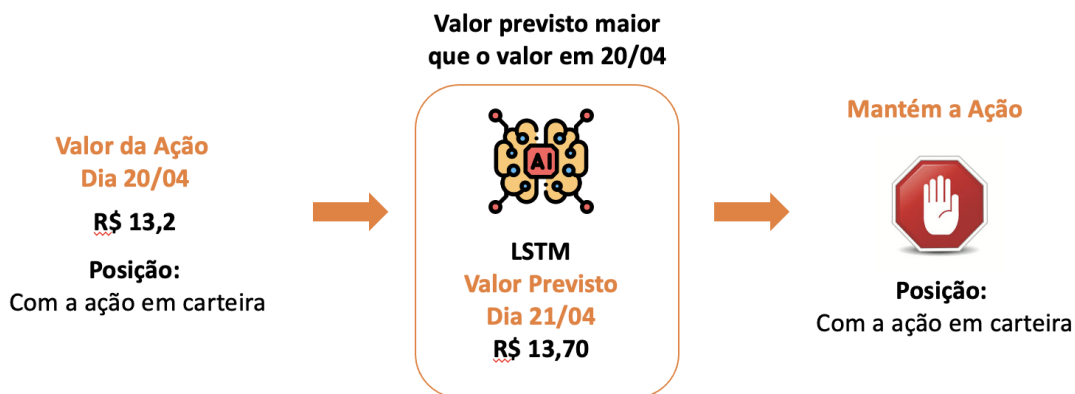 Valor previsto maior
que o valor em 20/04
Valor da Ação
Dia 20/04
R$ 13,2
Posição:
Com a ação em carteira
AI
LSTM
Valor Previsto
Dia 21/04
R$ 13,70
Mantém a Ação
Posição:
Com a ação em carteira